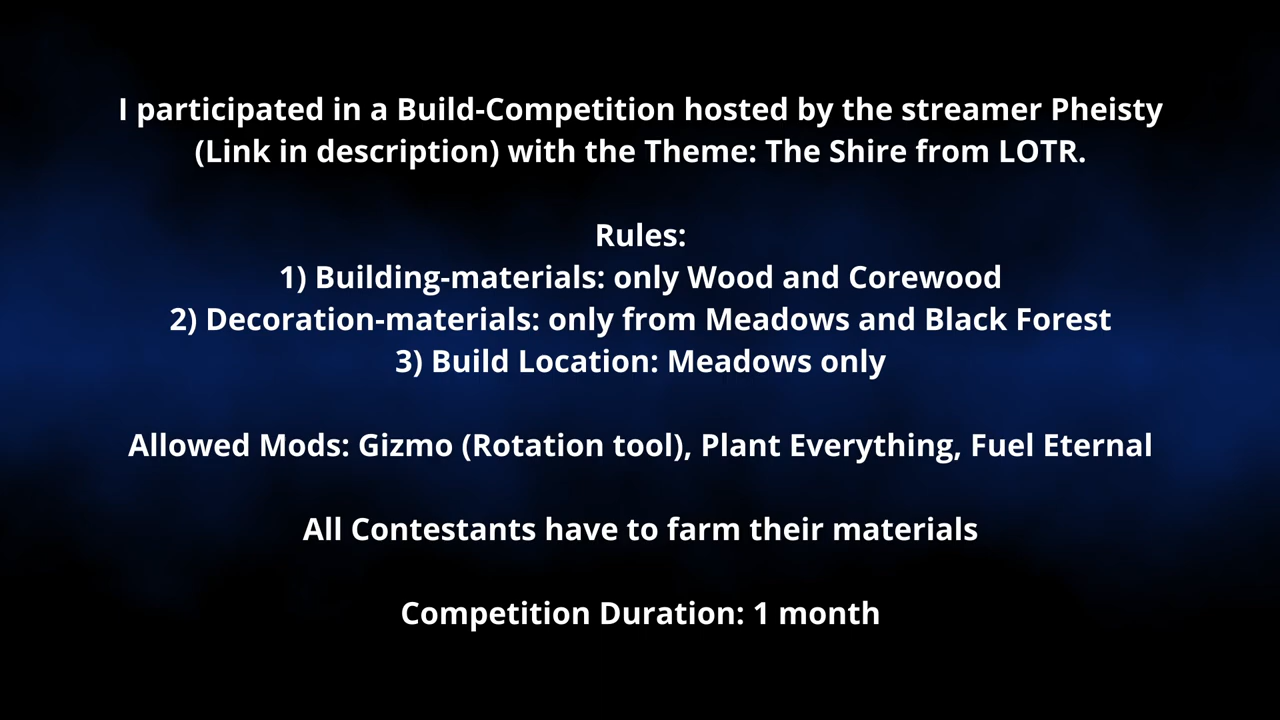 I participated in a Build-Competition hosted by the streamer Pheisty
(Link in description) with the Theme: The Shire from LOTR.
Rules:
1) Building-materials: only Wood and Corewood
2) Decoration-materials: only from Meadows and Black Forest
3) Build Location: Meadows only
Allowed Mods: Gizmo (Rotation tool), Plant Everything, Fuel Eternal
All Contestants have to farm their materials
Competition Duration: 1 month